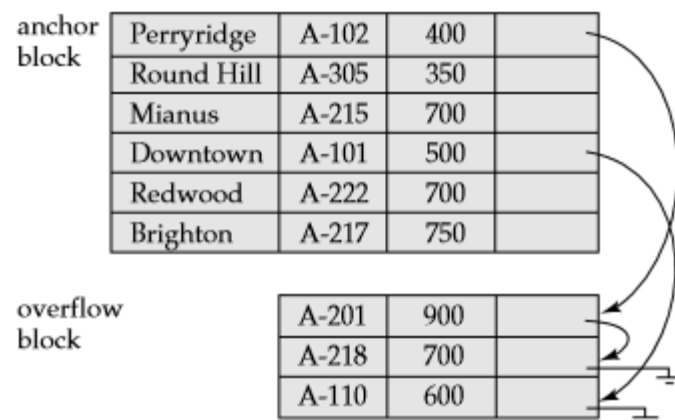 anchor
block
Perryridge A-102 400
Round Hill A-305 350
Mianus A-215 700
Downtown A-101 500
Redwood A-222 700
Brighton A-217 750
overflow
block
A-201 900
A-218 700
A-110 600